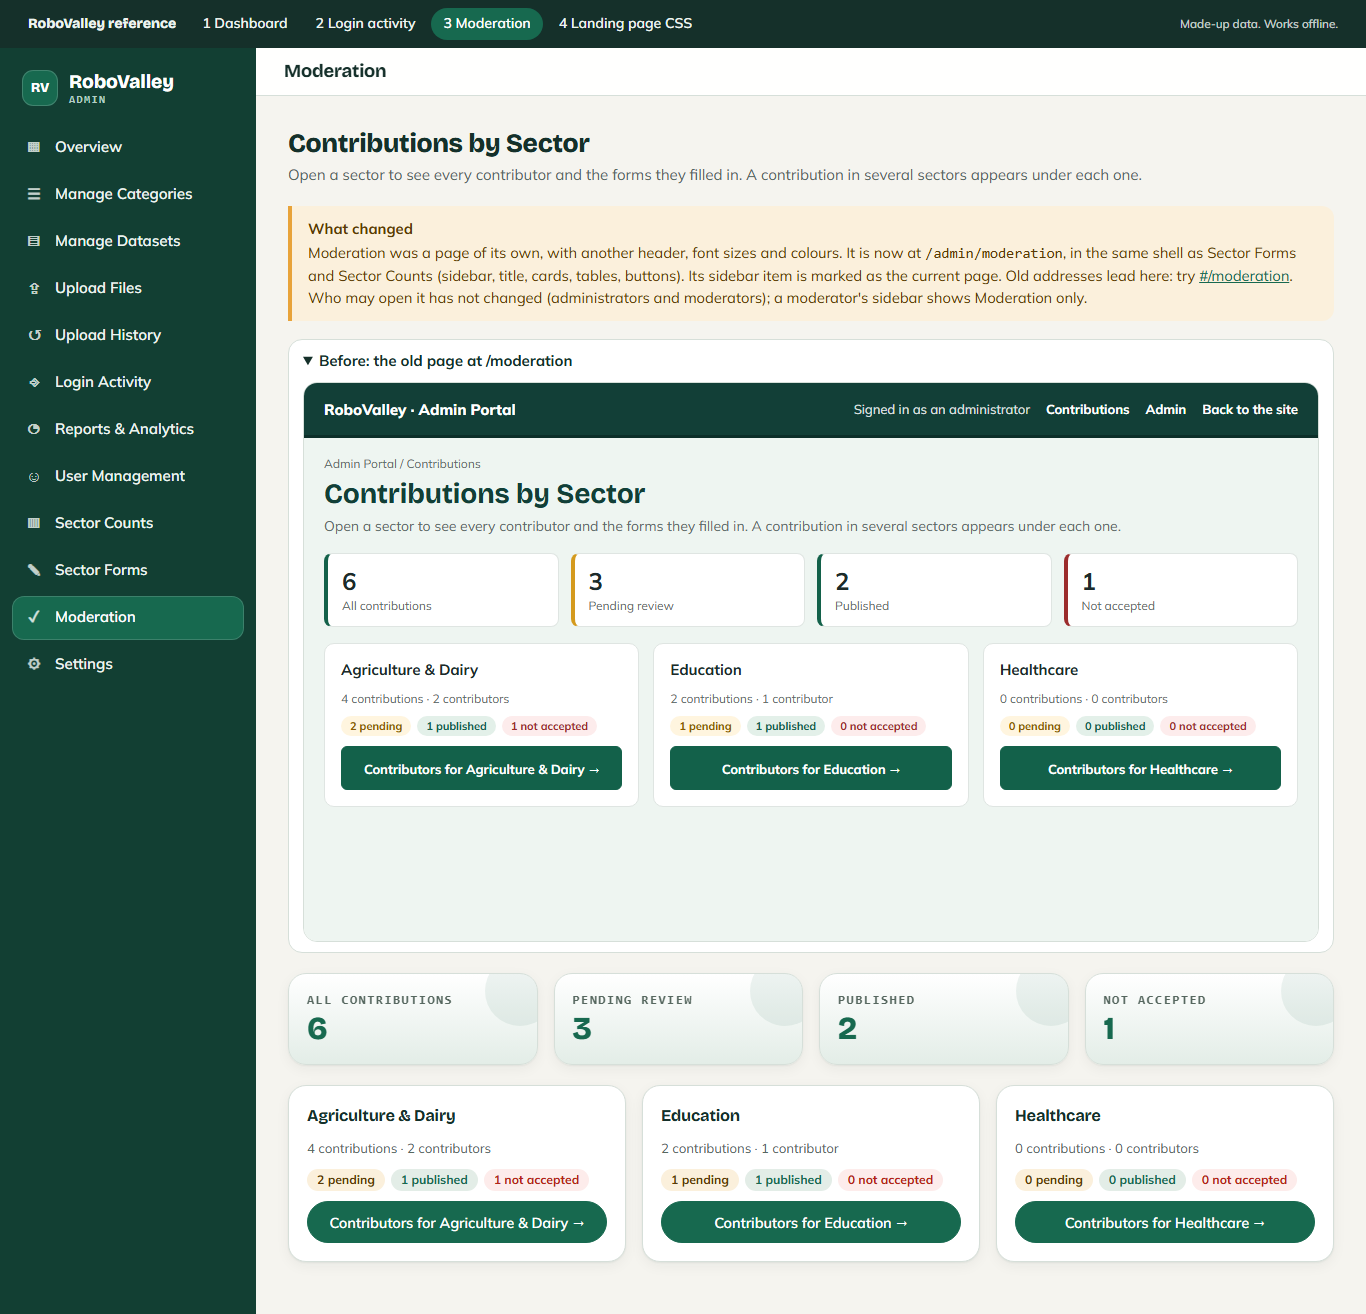 RoboValley reference
1 Dashboard
2 Login activity
3 Moderation
4 Landing page CSS
Made-up data. Works offline.
RV
RoboValley
ADMIN
Overview
Manage Categories
Manage Datasets
Upload Files
Upload History
Login Activity
Reports & Analytics
User Management
Sector Counts
Sector Forms
Moderation
Settings
Moderation
Contributions by Sector
Open a sector to see every contributor and the forms they filled in. A contribution in several sectors appears under each one.
What changed
Moderation was a page of its own, with another header, font sizes and colours. It is now at /admin/moderation, in the same shell as Sector Forms
and Sector Counts (sidebar, title, cards, tables, buttons). Its sidebar item is marked as the current page. Old addresses lead here: try #/moderation.
Who may open it has not changed (administrators and moderators); a moderator's sidebar shows Moderation only.
▼ Before: the old page at /moderation
RoboValley · Admin Portal
Signed in as an administrator
Contributions
Admin
Back to the site
Admin Portal / Contributions
Contributions by Sector
Open a sector to see every contributor and the forms they filled in. A contribution in several sectors appears under each one.
6
All contributions
3
Pending review
2
Published
1
Not accepted
Agriculture & Dairy
4 contributions · 2 contributors
2 pending
1 published
1 not accepted
Contributors for Agriculture & Dairy →
Education
2 contributions · 1 contributor
1 pending
1 published
0 not accepted
Contributors for Education →
Healthcare
0 contributions · 0 contributors
0 pending
0 published
0 not accepted
Contributors for Healthcare →
ALL CONTRIBUTIONS
6
PENDING REVIEW
3
PUBLISHED
2
NOT ACCEPTED
1
Agriculture & Dairy
4 contributions · 2 contributors
2 pending
1 published
1 not accepted
Contributors for Agriculture & Dairy →
Education
2 contributions · 1 contributor
1 pending
1 published
0 not accepted
Contributors for Education →
Healthcare
0 contributions · 0 contributors
0 pending
0 published
0 not accepted
Contributors for Healthcare →